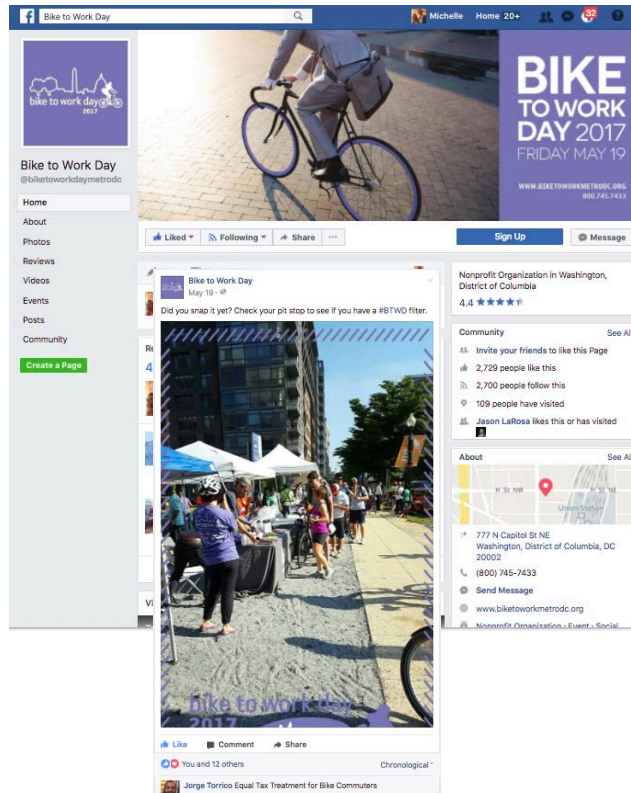 Bike to Work Day
Michelle
Home 20+
32
bike to work day
2017
BIKE
TO WORK
DAY 2017
FRIDAY MAY 19
WWW.BIKETOWORKMETRODC.ORG
800.745.7433
Bike to Work Day
@biketoworkdaymetrodc
Home
About
Photos
Reviews
Videos
Events
Posts
Community
Create a Page
Liked
Following
Share
Sign Up
Message
Bike to Work Day
May 19
Did you snap it yet? Check your pit stop to see if you have a #BTWD filter.
bike to work day
2017
Like
Comment
Share
You and 12 others
Chronological
Jorge Torrico Equal Tax Treatment for Bike Commuters
Nonprofit Organization in Washington,
District of Columbia
4.4 ★★★★
Community
See Al
Invite your friends to like this Page
2,729 people like this
2,700 people follow this
109 people have visited
Jason LaRosa likes this or has visited
About
See Al
H St NW
H St NE
Union Station
777 N Capitol St NE
Washington, District of Columbia, DC
20002
(800) 745-7433
Send Message
www.biketoworkmetrodc.org
Nonprofit Organization · Event · Social